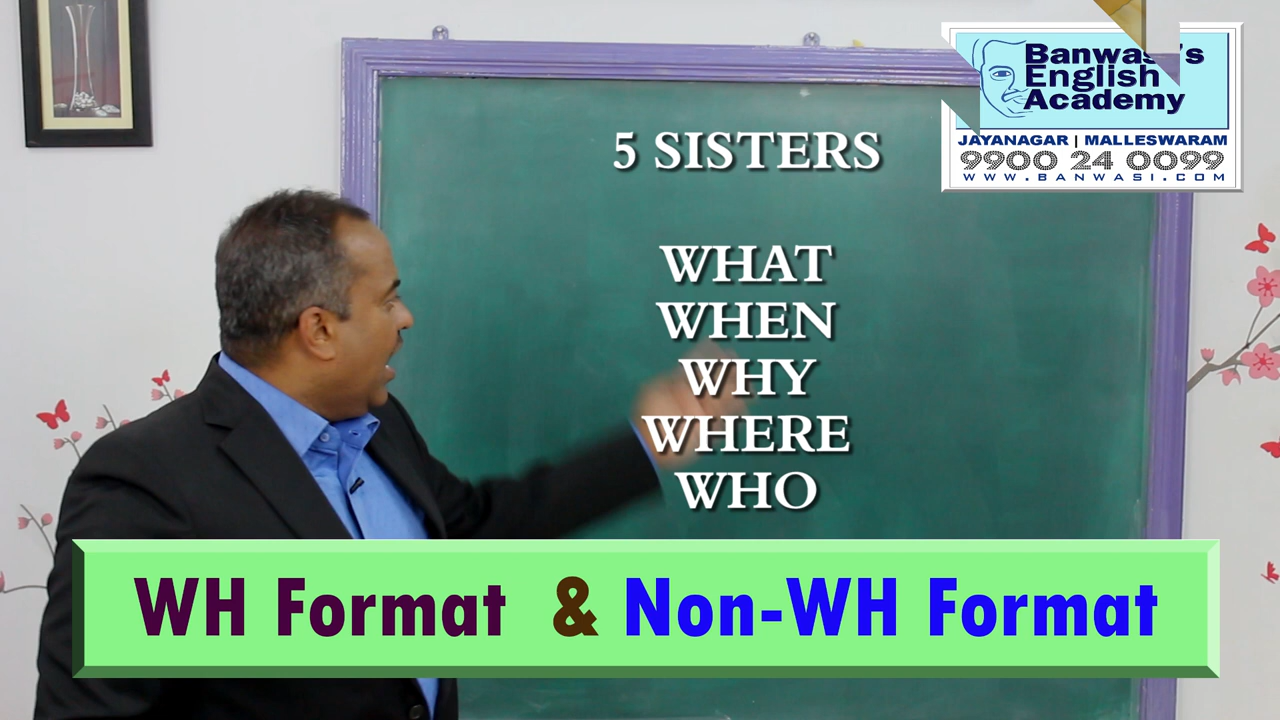 5 SISTERS
WHAT
WHEN
WHY
WHERE
WHO
Banwasi's
English
Academy
JAYANAGAR | MALLESWARAM
9900 24 0099
WWW.BANWASI.COM
WH Format & Non-WH Format